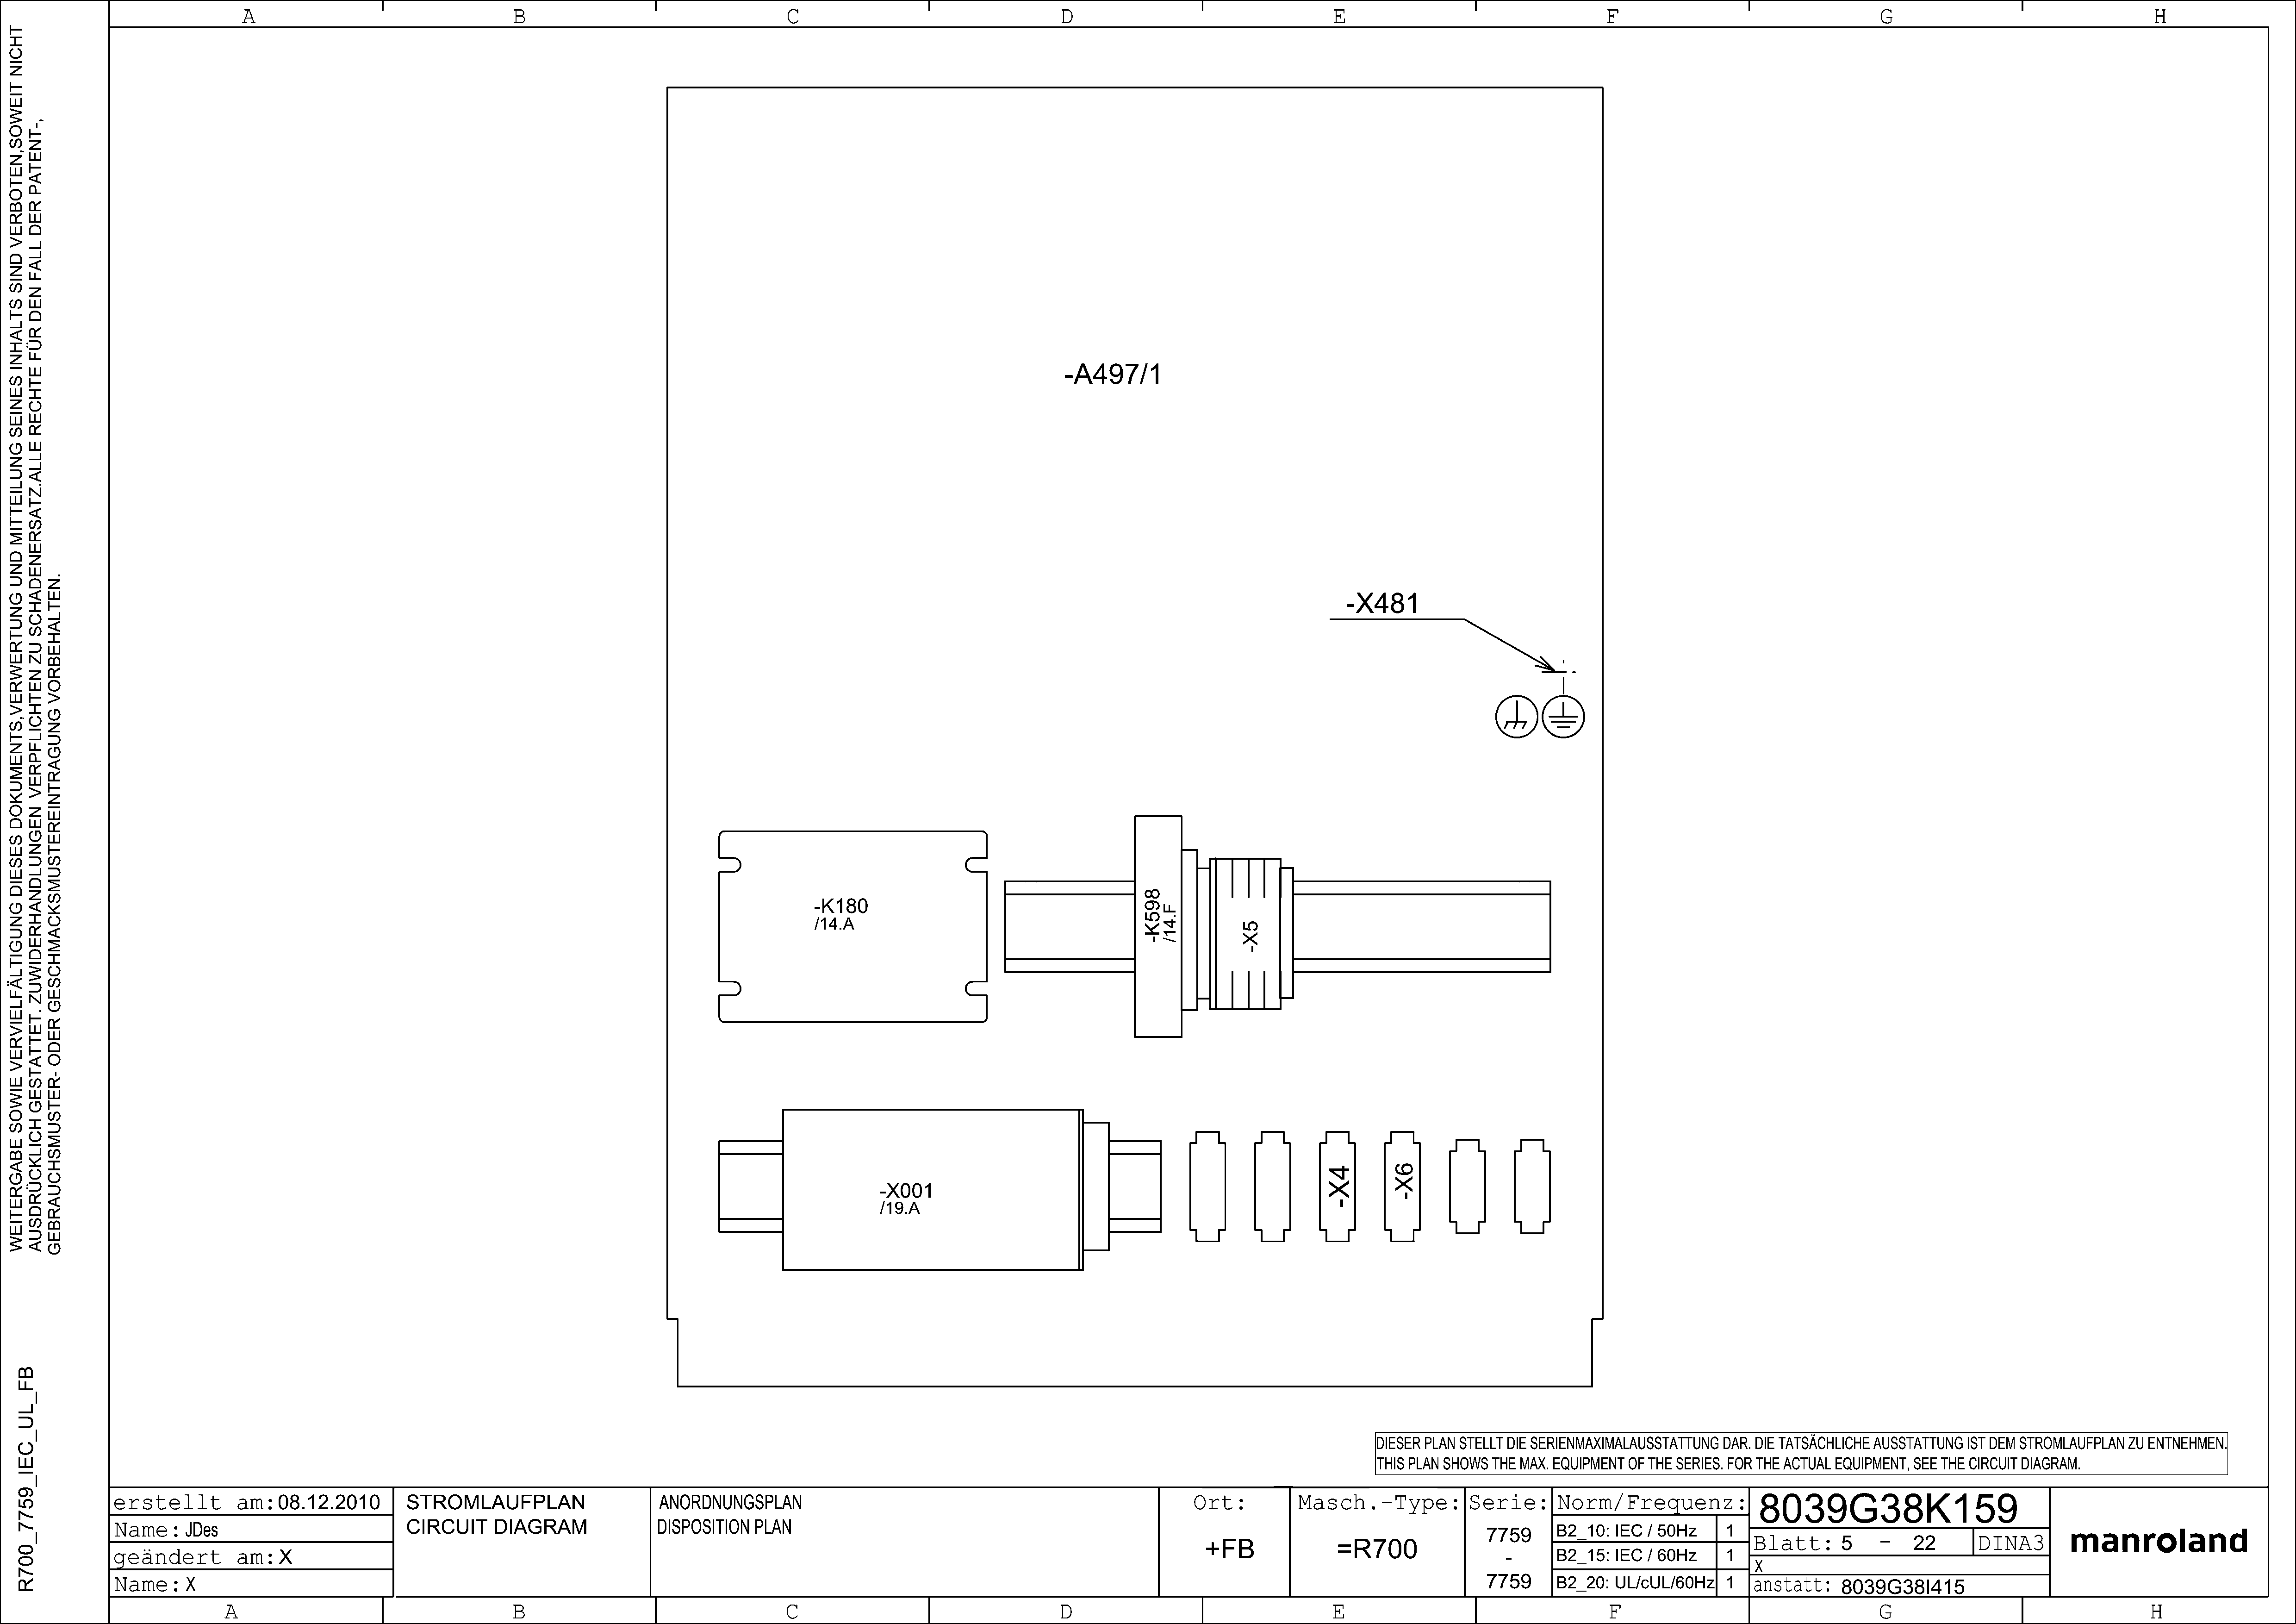 A B C D E F G H
WEITERGABE SOWIE VERVIELFÄLTIGUNG DIESES DOKUMENTS,VERWERTUNG UND MITTEILUNG SEINES INHALTS SIND VERBOTEN,SOWEIT NICHT
AUSDRÜCKLICH GESTATTET. ZUWIDERHANDLUNGEN VERPFLICHTEN ZU SCHADENERSATZ.ALLE RECHTE FÜR DEN FALL DER PATENT-,
GEBRAUCHSMUSTER- ODER GESCHMACKSMUSTEREINTRAGUNG VORBEHALTEN.
R700_7759_IEC_UL_FB
-A497/1
-X481
-K180
/14.A
-K598
/14.F
-X5
-X001
/19.A
-X4
-X6
DIESER PLAN STELLT DIE SERIENMAXIMALAUSSTATTUNG DAR. DIE TATSÄCHLICHE AUSSTATTUNG IST DEM STROMLAUFPLAN ZU ENTNEHMEN.
THIS PLAN SHOWS THE MAX. EQUIPMENT OF THE SERIES. FOR THE ACTUAL EQUIPMENT, SEE THE CIRCUIT DIAGRAM.
erstellt am: 08.12.2010
Name: JDes
geändert am: X
Name: X
STROMLAUFPLAN
CIRCUIT DIAGRAM
ANORDNUNGSPLAN
DISPOSITION PLAN
Ort:
+FB
Masch.-Type:
=R700
Serie:
7759
-
7759
Norm/Frequenz:
B2_10: IEC / 50Hz 1
B2_15: IEC / 60Hz 1
B2_20: UL/cUL/60Hz 1
8039G38K159
Blatt: 5 - 22 DINA3
X
anstatt: 8039G38I415
manroland
A B C D E F G H